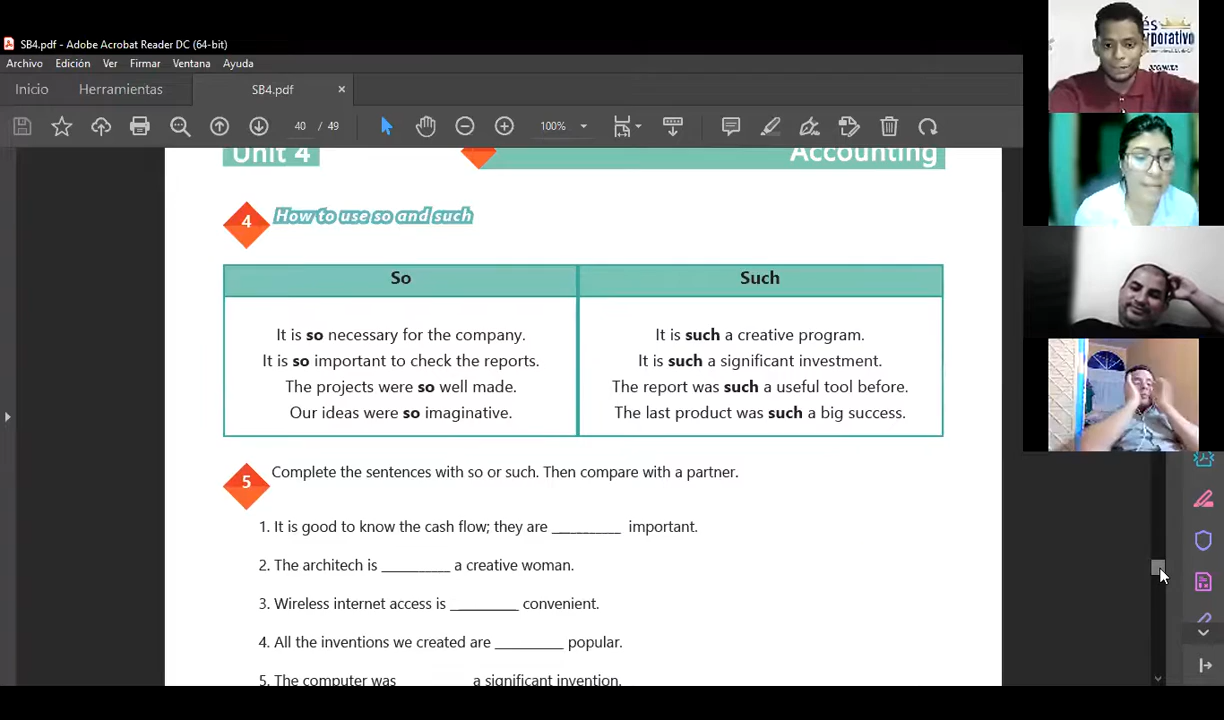 SB4.pdf - Adobe Acrobat Reader DC (64-bit)
Archivo Edición Ver Firmar Ventana Ayuda
Inicio Herramientas SB4.pdf ×
40 / 49 100%
Unit 4 Accounting
4 How to use so and such
So Such
It is so necessary for the company. It is such a creative program.
It is so important to check the reports. It is such a significant investment.
The projects were so well made. The report was such a useful tool before.
Our ideas were so imaginative. The last product was such a big success.
5 Complete the sentences with so or such. Then compare with a partner.
1. It is good to know the cash flow; they are __________ important.
2. The architech is __________ a creative woman.
3. Wireless internet access is __________ convenient.
4. All the inventions we created are __________ popular.
5. The computer was a significant invention.